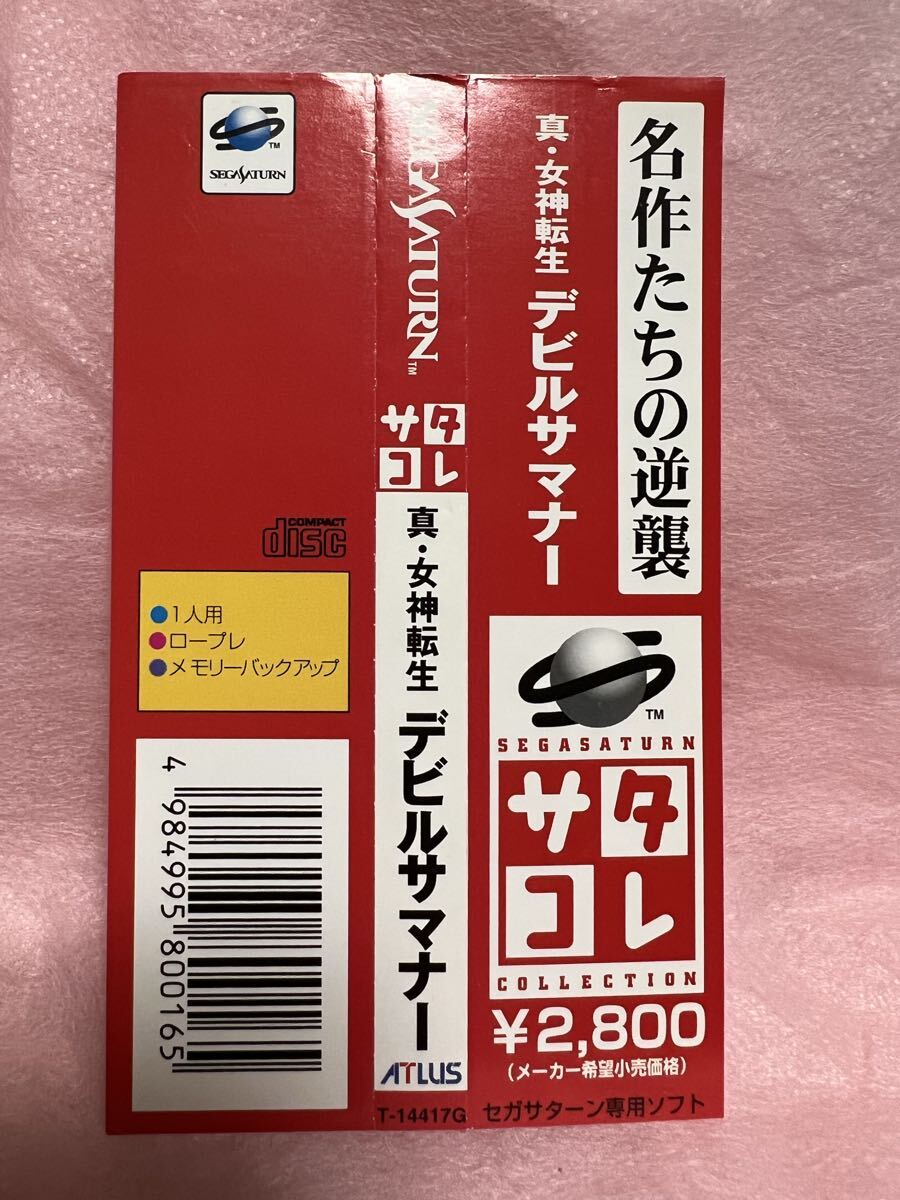 名作たちの逆襲
真・女神転生 デビルサマナー
TM
SEGASATURN
サタ
コレ
COLLECTION
¥2,800
(メーカー希望小売価格)
セガサターン専用ソフト
SEGASATURN TM
サタ
コレ
真・女神転生 デビルサマナー
ATLUS
T-14417G
TM
SEGASATURN
COMPACT
disc
●1人用
●ロープレ
●メモリーバックアップ
4 984995 800165